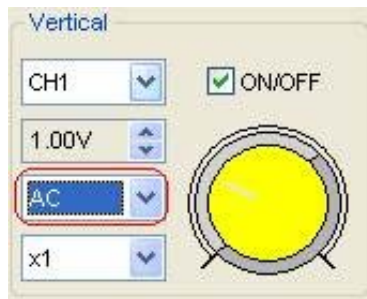 Vertical
CH1
ON/OFF
1.00V
AC
x1